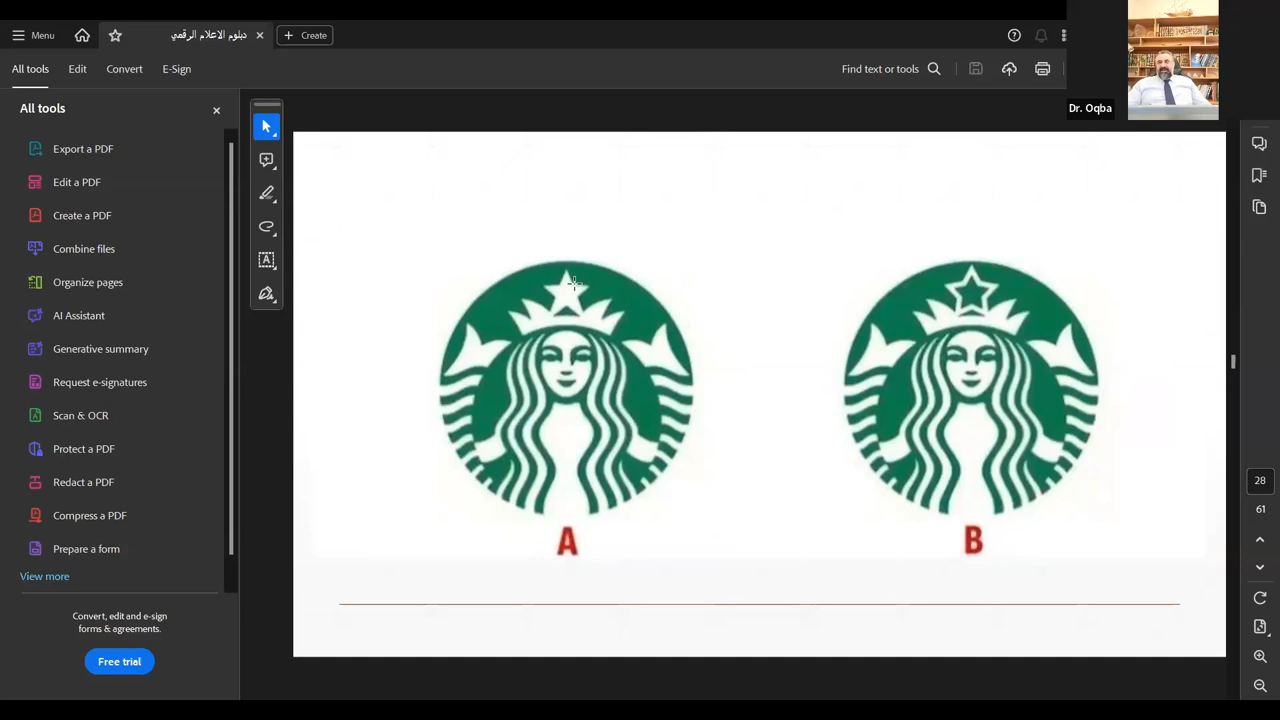 Menu
دبلوم الاعلام الرقمي
Create
All tools
Edit
Convert
E-Sign
Find text or tools
Dr. Oqba
All tools
Export a PDF
Edit a PDF
Create a PDF
Combine files
Organize pages
AI Assistant
Generative summary
Request e-signatures
Scan & OCR
Protect a PDF
Redact a PDF
Compress a PDF
Prepare a form
View more
Convert, edit and e-sign
forms & agreements.
Free trial
A
B
28
61